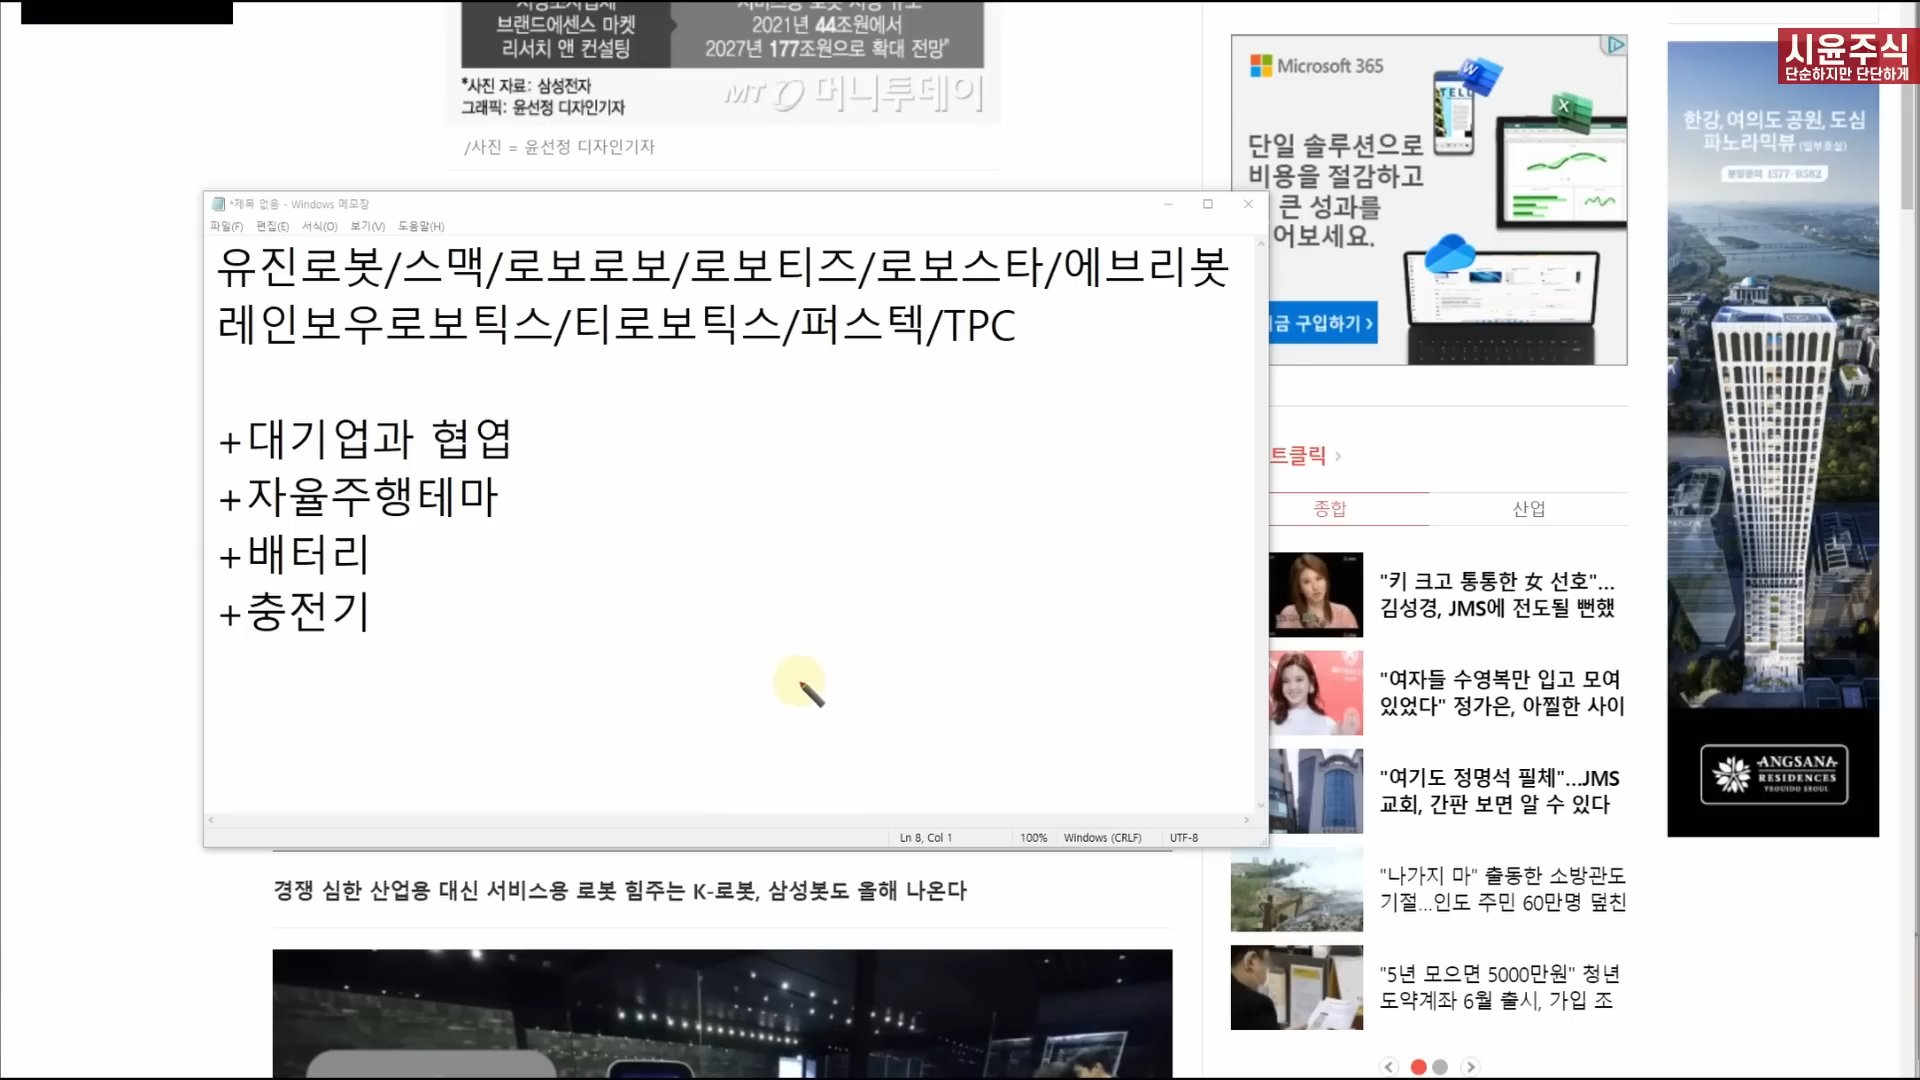 브랜드에센스 마켓
리서치 앤 컨설팅
2021년 44조원에서
2027년 177조원으로 확대 전망"
*사진 자료: 삼성전자
그래픽: 윤선정 디자인기자
MT 머니투데이
/사진 = 윤선정 디자인기자
*제목 없음 - Windows 메모장
파일(F) 편집(E) 서식(O) 보기(V) 도움말(H)
유진로봇/스맥/로보로보/로보티즈/로보스타/에브리봇
레인보우로보틱스/티로보틱스/퍼스텍/TPC
+대기업과 협엽
+자율주행테마
+배터리
+충전기
Ln 8, Col 1 100% Windows (CRLF) UTF-8
경쟁 심한 산업용 대신 서비스용 로봇 힘주는 K-로봇, 삼성봇도 올해 나온다
Microsoft 365
단일 솔루션으로
비용을 절감하고
큰 성과를
어보세요.
금 구입하기 ›
TELL
트클릭 ›
종합 산업
"키 크고 통통한 女 선호"...
김성경, JMS에 전도될 뻔했
"여자들 수영복만 입고 모여
있었다" 정가은, 아찔한 사이
"여기도 정명석 필체"...JMS
교회, 간판 보면 알 수 있다
"나가지 마" 출동한 소방관도
기절...인도 주민 60만명 덮친
"5년 모으면 5000만원" 청년
도약계좌 6월 출시, 가입 조
시윤주식
단순하지만 단단하게
한강, 여의도 공원, 도심
파노라믹뷰 (일부호실)
분양문의 1577-9582
ANGSANA
RESIDENCES
YEOUIDO SEOUL